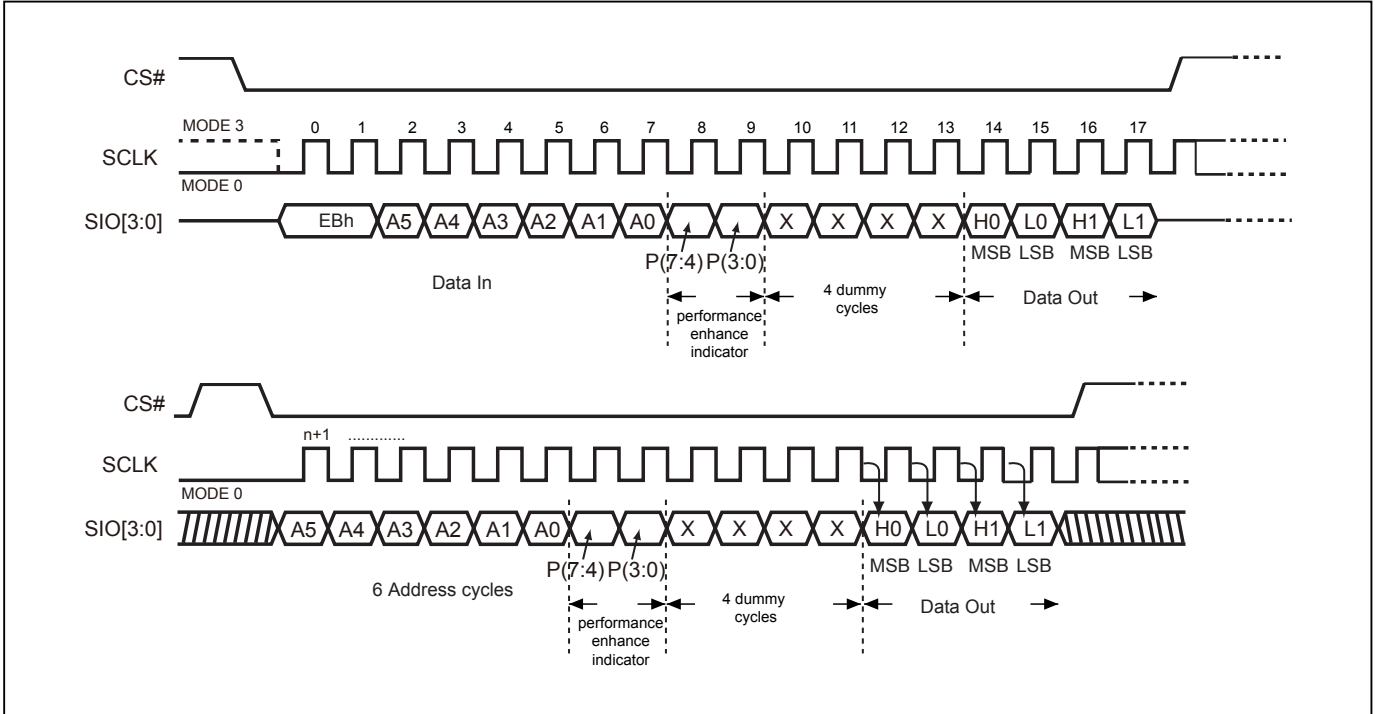 CS#
MODE 3
0 1 2 3 4 5 6 7 8 9 10 11 12 13 14 15 16 17
SCLK
MODE 0
SIO[3:0] EBh A5 A4 A3 A2 A1 A0 X X X X H0 L0 H1 L1
MSB LSB MSB LSB
P(7:4) P(3:0)
Data In
4 dummy
cycles
Data Out
performance
enhance
indicator
CS#
n+1 .............
SCLK
MODE 0
SIO[3:0] A5 A4 A3 A2 A1 A0 X X X X H0 L0 H1 L1
MSB LSB MSB LSB
P(7:4) P(3:0)
6 Address cycles
4 dummy
cycles
Data Out
performance
enhance
indicator